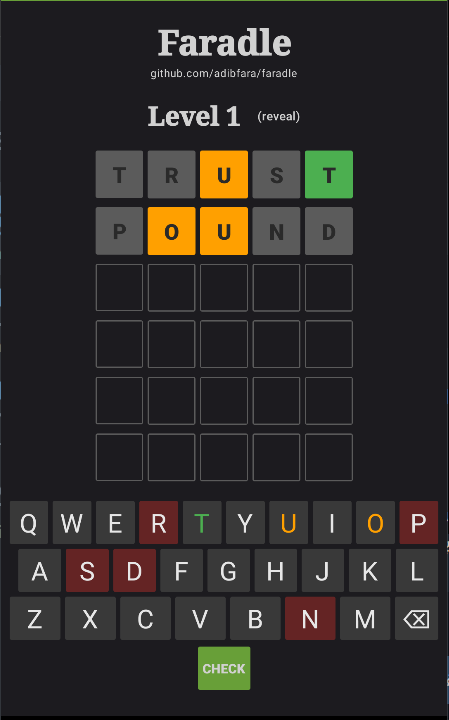 Faradle
github.com/adibfara/faradle
Level 1 (reveal)
T R U S T
P O U N D
Q W E R T Y U I O P
A S D F G H J K L
Z X C V B N M
CHECK